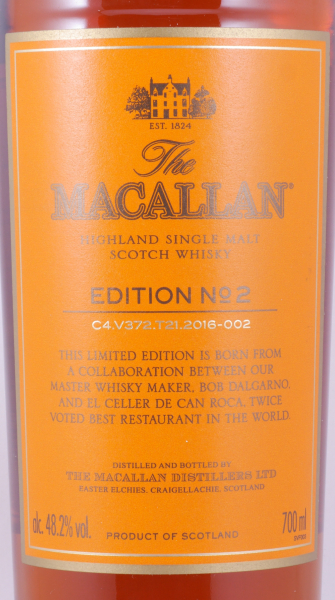 EST. 1824
The
MACALLAN
HIGHLAND SINGLE MALT
SCOTCH WHISKY
EDITION No2
C4.V372.T21.2016-002
THIS LIMITED EDITION IS BORN FROM
A COLLABORATION BETWEEN OUR
MASTER WHISKY MAKER, BOB DALGARNO,
AND EL CELLER DE CAN ROCA, TWICE
VOTED BEST RESTAURANT IN THE WORLD.
DISTILLED AND BOTTLED BY
THE MACALLAN DISTILLERS LTD
EASTER ELCHIES, CRAIGELLACHIE, SCOTLAND
alc. 48.2% vol. 700 ml
PRODUCT OF SCOTLAND